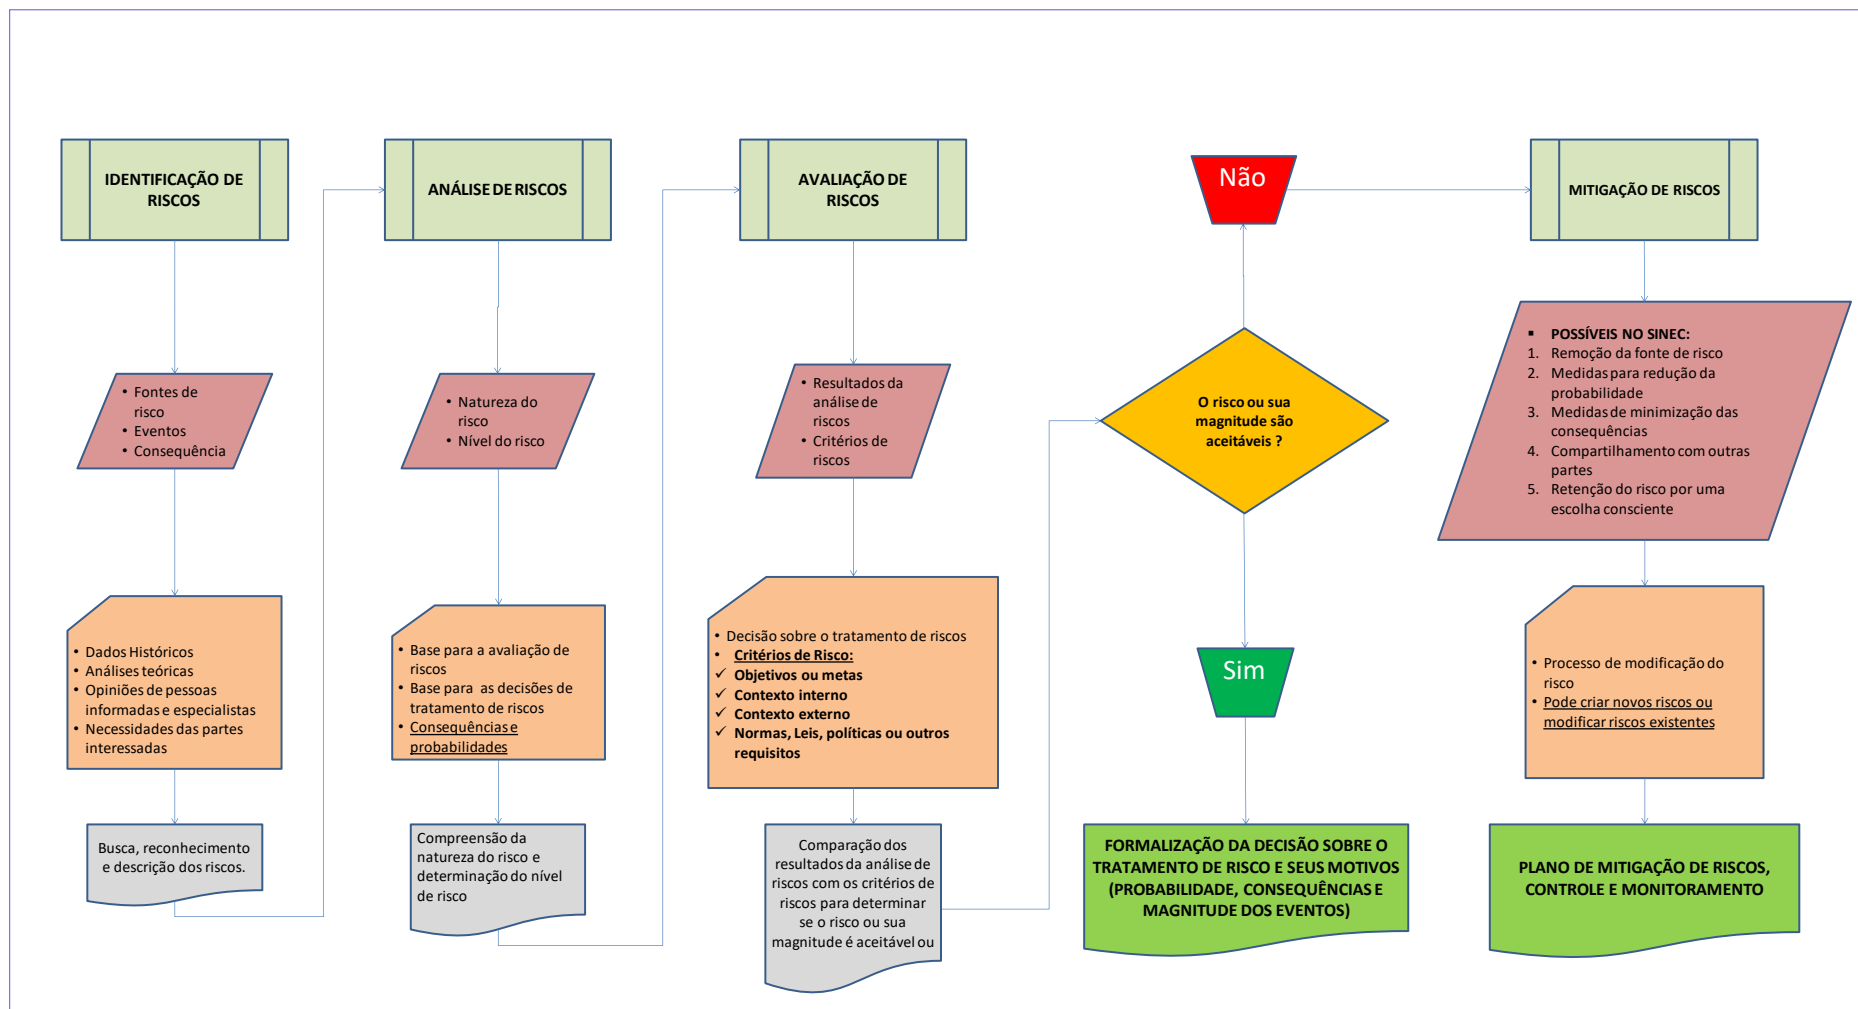 IDENTIFICAÇÃO DE
RISCOS
• Fontes de
risco
• Eventos
• Consequência
• Dados Históricos
• Análises teóricas
• Opiniões de pessoas
informadas e especialistas
• Necessidades das partes
interessadas
Busca, reconhecimento
e descrição dos riscos.
ANÁLISE DE RISCOS
• Natureza do
risco
• Nível do risco
• Base para a avaliação de
riscos
• Base para as decisões de
tratamento de riscos
• Consequências e
probabilidades
Compreensão da
natureza do risco e
determinação do nível
de risco
AVALIAÇÃO DE
RISCOS
• Resultados da
análise de
riscos
• Critérios de
riscos
• Decisão sobre o tratamento de riscos
• Critérios de Risco:
✓ Objetivos ou metas
✓ Contexto interno
✓ Contexto externo
✓ Normas, Leis, políticas ou outros
requisitos
Comparação dos
resultados da análise de
riscos com os critérios de
riscos para determinar
se o risco ou sua
magnitude é aceitável ou
Não
O risco ou sua
magnitude são
aceitáveis ?
Sim
FORMALIZAÇÃO DA DECISÃO SOBRE O
TRATAMENTO DE RISCO E SEUS MOTIVOS
(PROBABILIDADE, CONSEQUÊNCIAS E
MAGNITUDE DOS EVENTOS)
MITIGAÇÃO DE RISCOS
▪ POSSÍVEIS NO SINEC:
1. Remoção da fonte de risco
2. Medidas para redução da
probabilidade
3. Medidas de minimização das
consequências
4. Compartilhamento com outras
partes
5. Retenção do risco por uma
escolha consciente
• Processo de modificação do
risco
• Pode criar novos riscos ou
modificar riscos existentes
PLANO DE MITIGAÇÃO DE RISCOS,
CONTROLE E MONITORAMENTO